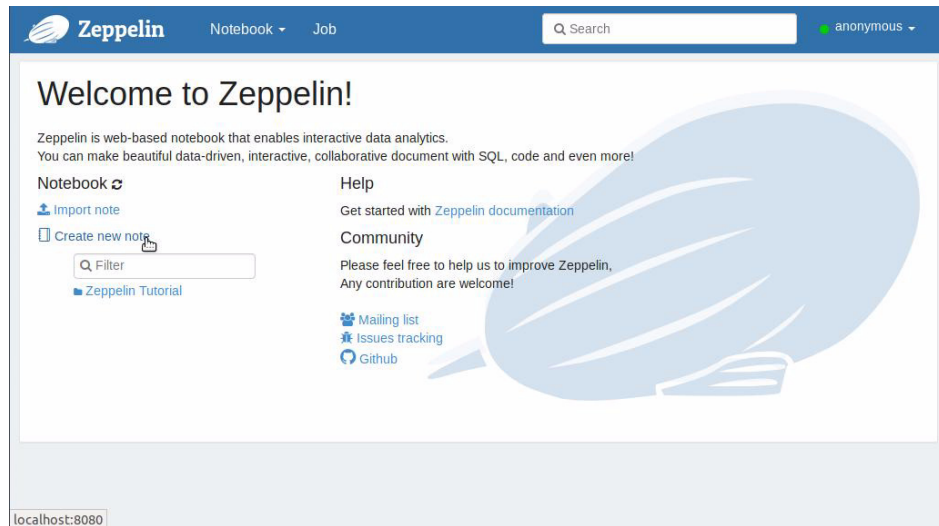 Zeppelin
Notebook
Job
Search
anonymous
Welcome to Zeppelin!
Zeppelin is web-based notebook that enables interactive data analytics.
You can make beautiful data-driven, interactive, collaborative document with SQL, code and even more!
Notebook
Import note
Create new note
Filter
Zeppelin Tutorial
Help
Get started with Zeppelin documentation
Community
Please feel free to help us to improve Zeppelin,
Any contribution are welcome!
Mailing list
Issues tracking
Github
localhost:8080